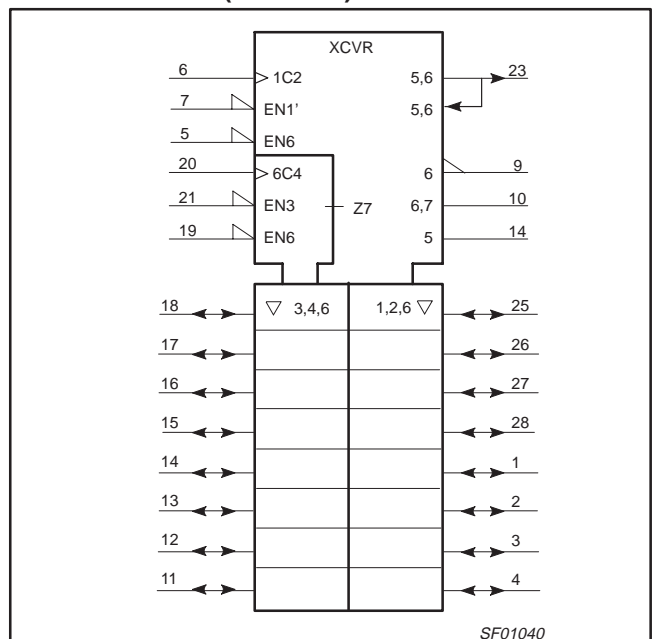 XCVR
6 1C2 5,6 23
7 EN1' 5,6
5 EN6
20 6C4 6 9
21 EN3 Z7 6,7 10
19 EN6 5 14
18 ▽ 3,4,6 1,2,6 ▽ 25
17 26
16 27
15 28
14 1
13 2
12 3
11 4
SF01040